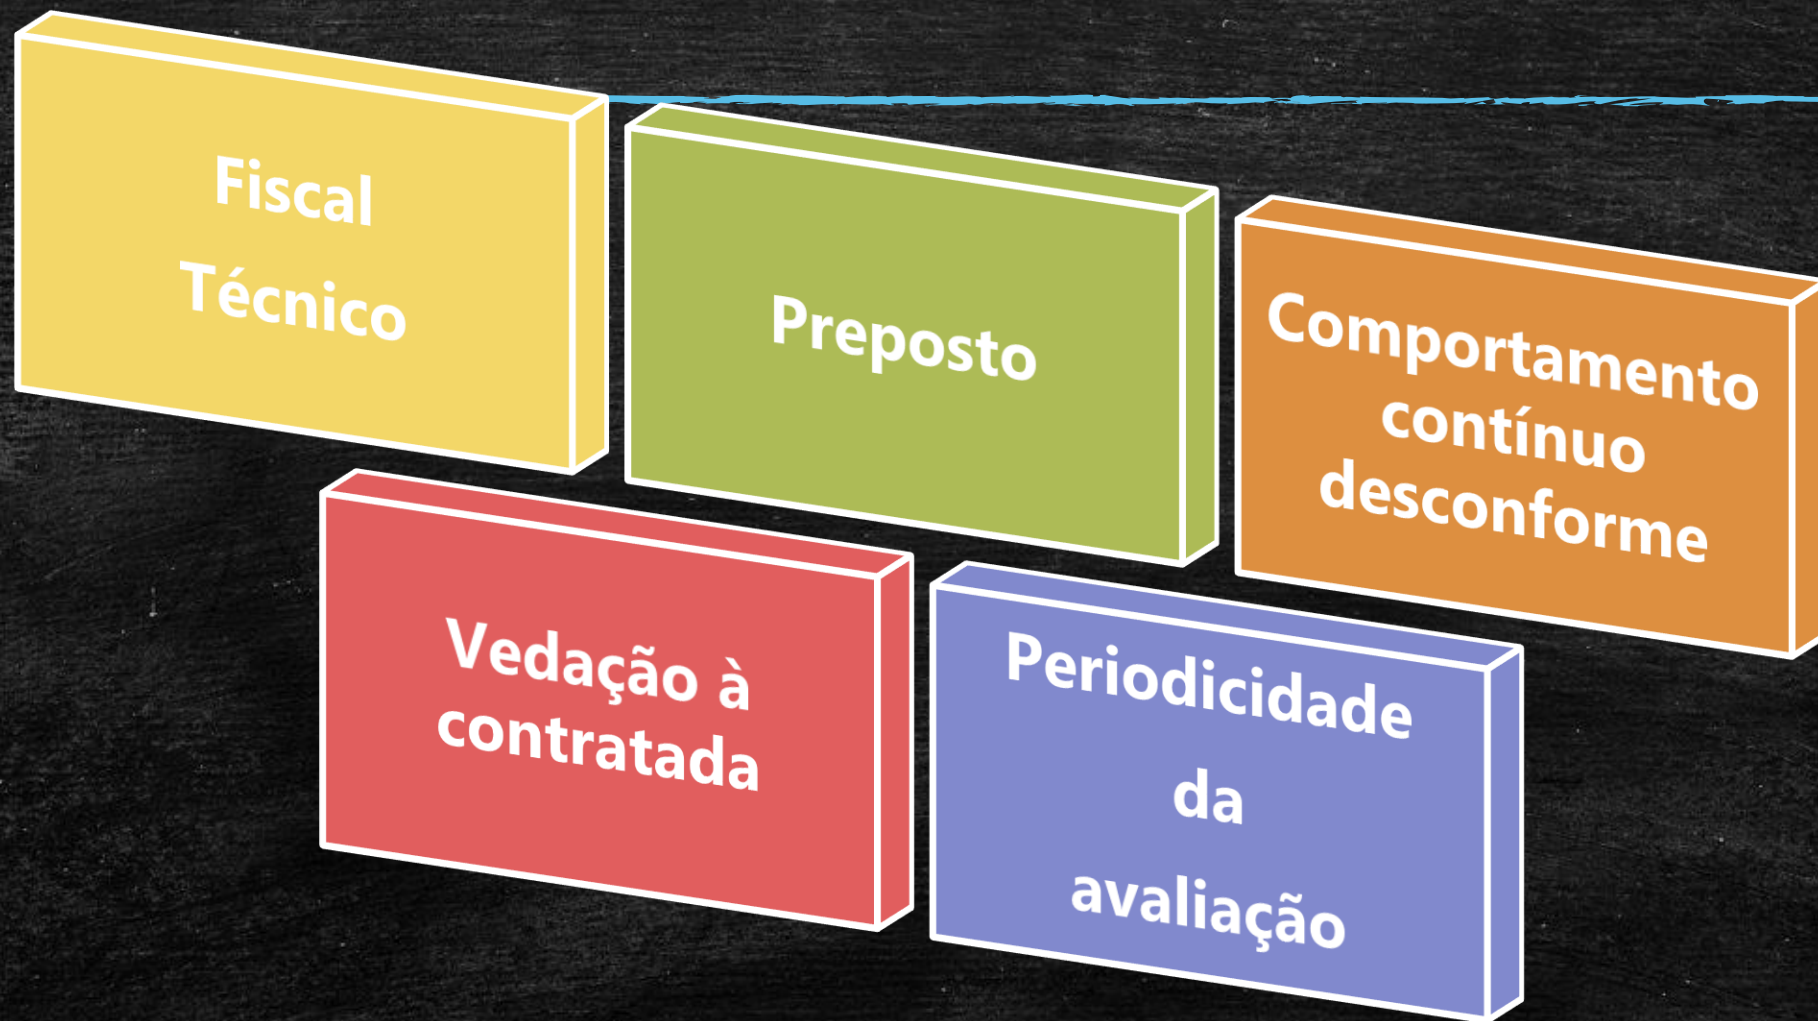 Fiscal
Técnico
Preposto
Comportamento
contínuo
desconforme
Vedação à
contratada
Periodicidade
da
avaliação